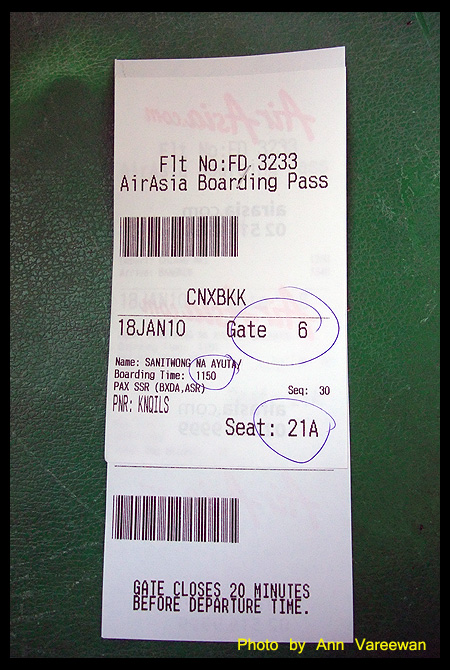 Flt No:FD 3233
AirAsia Boarding Pass
CNXBKK
18JAN10 Gate 6
Name: SANITWONG NA AYUTA/
Boarding Time: 1150
PAX SSR (BXDA,ASR)
Seq: 30
PNR: KNQILS
Seat: 21A
GATE CLOSES 20 MINUTES
BEFORE DEPARTURE TIME.
Photo by Ann Vareewan